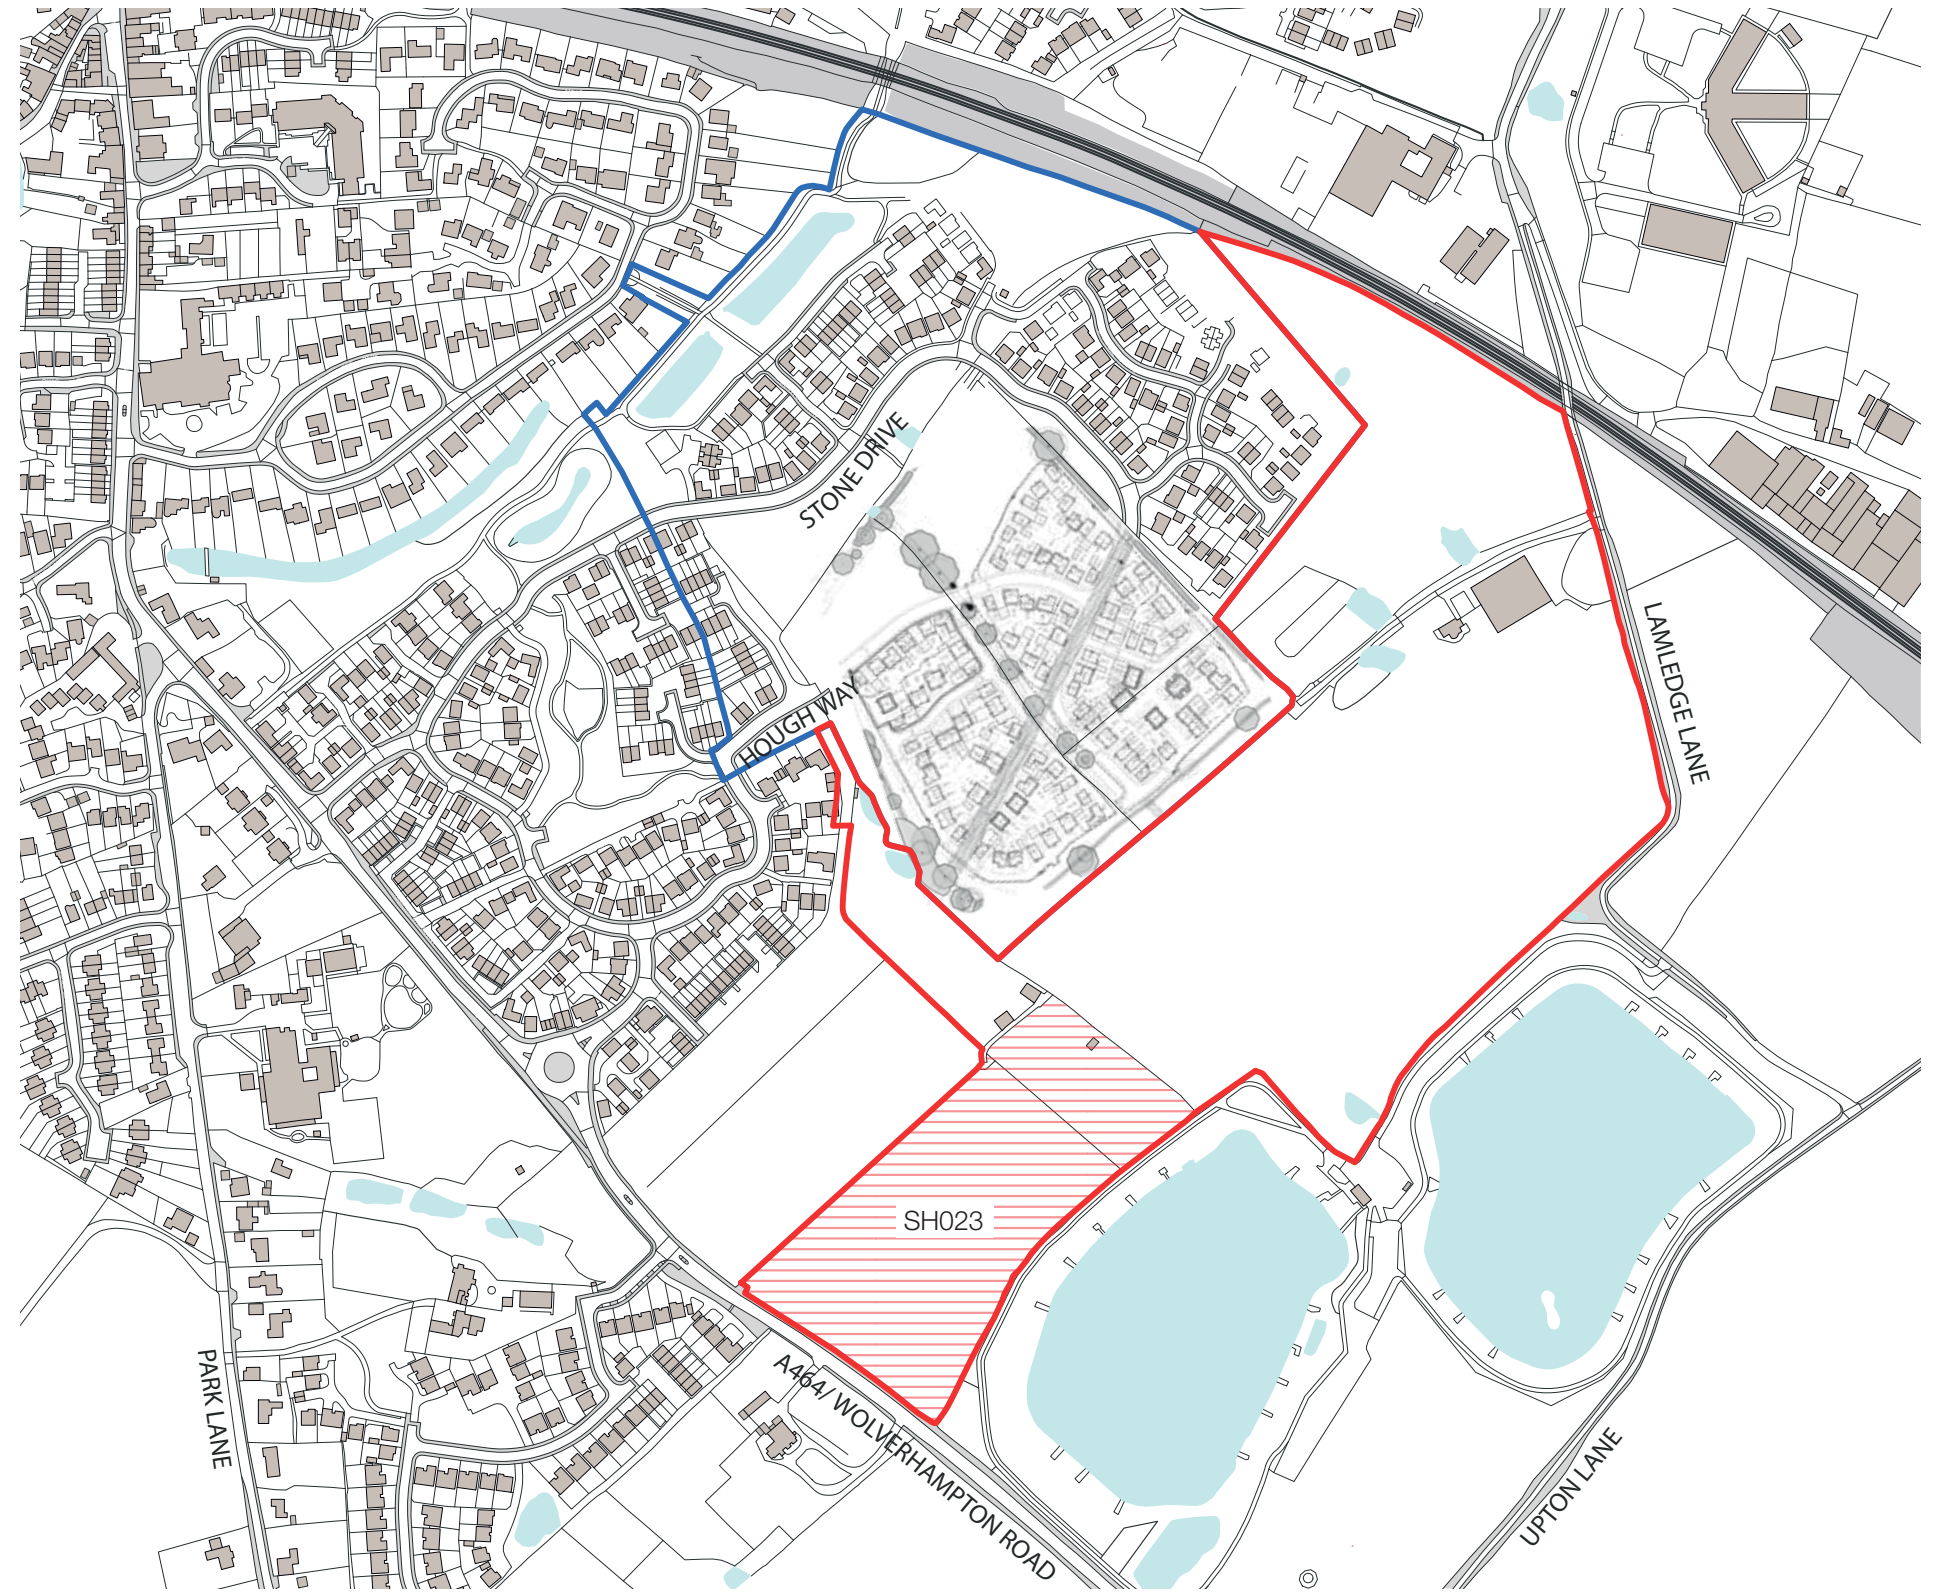 STONE DRIVE
HOUGH WAY
LAMLEDGE LANE
SH023
PARK LANE
A464/ WOLVERHAMPTON ROAD
UPTON LANE